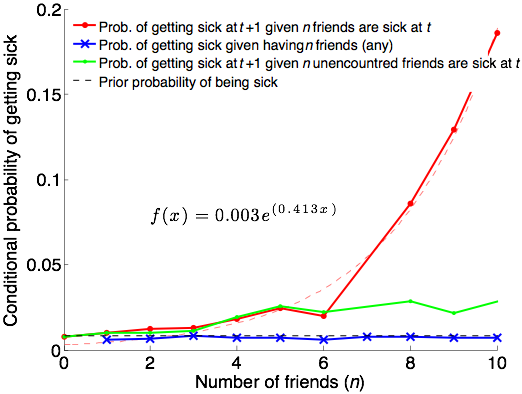 0.2
Prob. of getting sick at t+1 given n friends are sick at t
Prob. of getting sick given having n friends (any)
Prob. of getting sick at t+1 given n unencountred friends are sick at t
Prior probability of being sick
0.15
0.1
f(x) = 0.003e^(0.413x)
0.05
0
Conditional probability of getting sick
0 2 4 6 8 10
Number of friends (n)